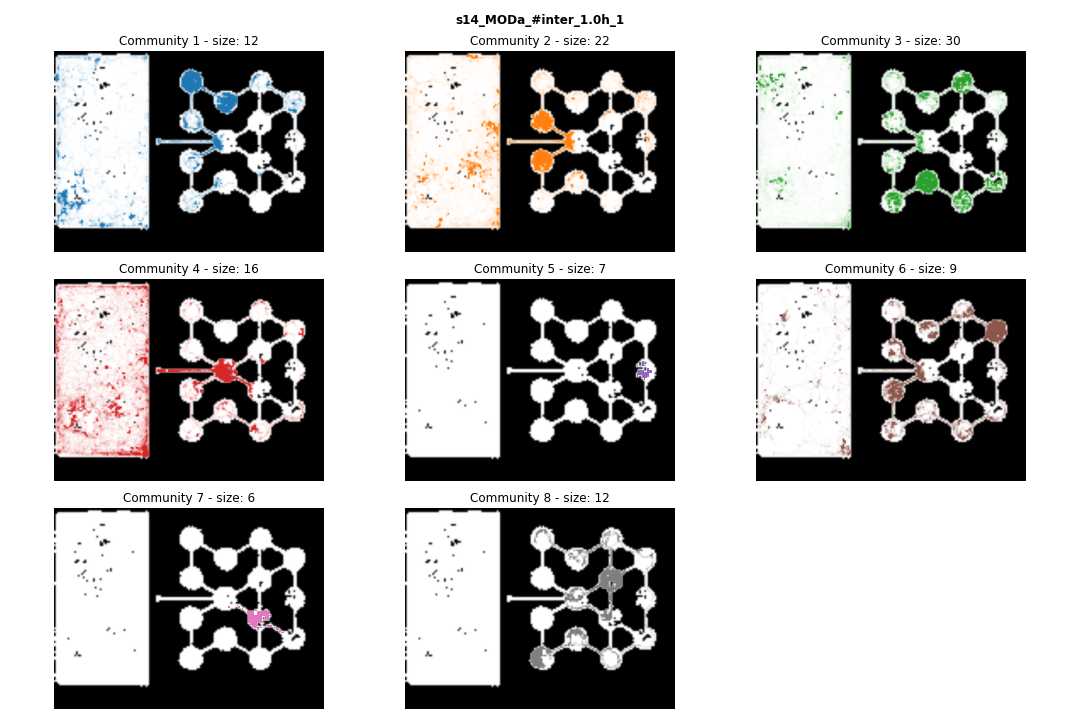 s14_MODa_#inter_1.0h_1
Community 1 - size: 12
Community 2 - size: 22
Community 3 - size: 30
Community 4 - size: 16
Community 5 - size: 7
Community 6 - size: 9
Community 7 - size: 6
Community 8 - size: 12